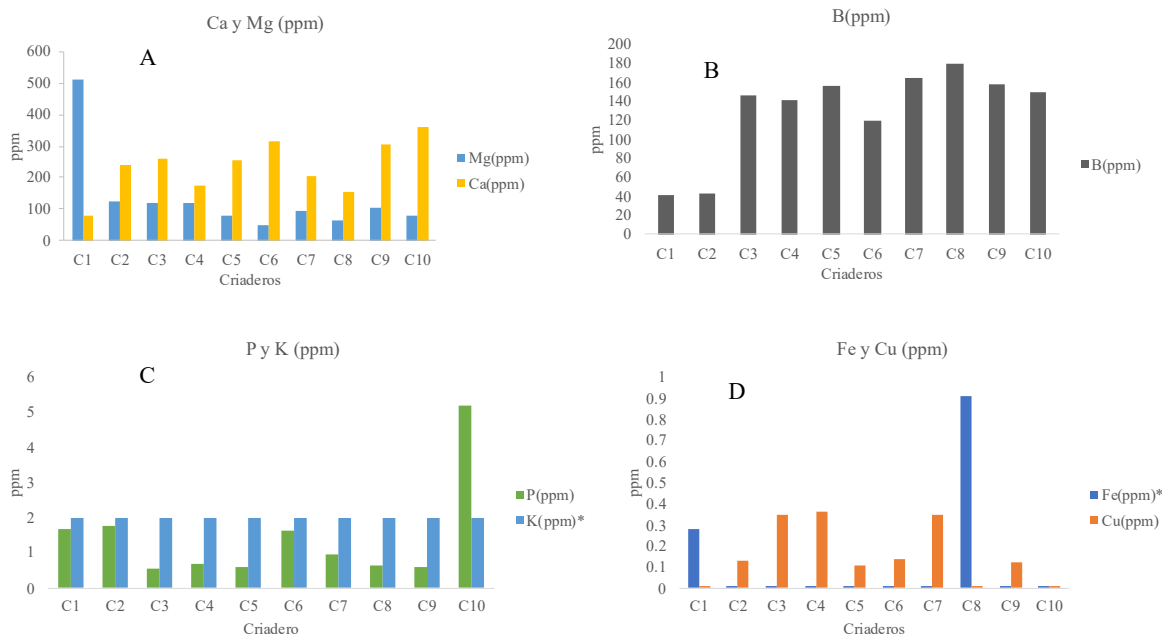 Ca y Mg (ppm)
A
600
500
400
300
200
100
0
ppm
C1 C2 C3 C4 C5 C6 C7 C8 C9 C10
Criaderos
Mg(ppm)
Ca(ppm)
B(ppm)
B
200
180
160
140
120
100
80
60
40
20
0
ppm
C1 C2 C3 C4 C5 C6 C7 C8 C9 C10
Criaderos
B(ppm)
P y K (ppm)
C
6
5
4
3
2
1
0
ppm
C1 C2 C3 C4 C5 C6 C7 C8 C9 C10
Criadero
P(ppm)
K(ppm)*
Fe y Cu (ppm)
D
1
0.9
0.8
0.7
0.6
0.5
0.4
0.3
0.2
0.1
0
ppm
C1 C2 C3 C4 C5 C6 C7 C8 C9 C10
Criaderos
Fe(ppm)*
Cu(ppm)